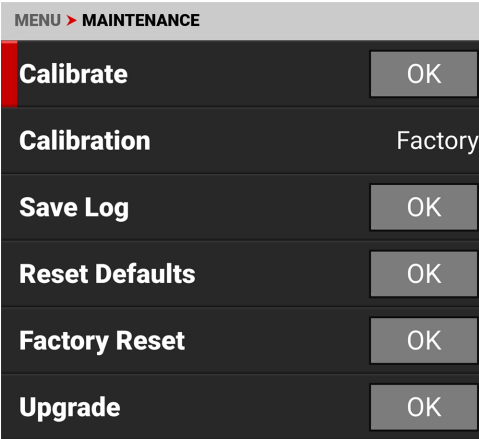 MENU ➤ MAINTENANCE
Calibrate OK
Calibration Factory
Save Log OK
Reset Defaults OK
Factory Reset OK
Upgrade OK